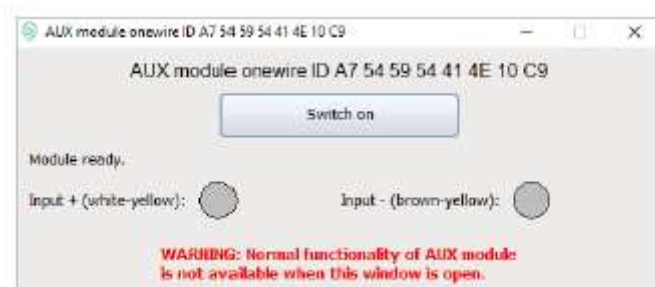 AUX module onewire ID A7 54 59 54 41 4E 10 C9
AUX module onewire ID A7 54 59 54 41 4E 10 C9
Switch on
Module ready.
Input + (white-yellow): Input - (brown-yellow):
WARNING: Normal functionality of AUX module
is not available when this window is open.